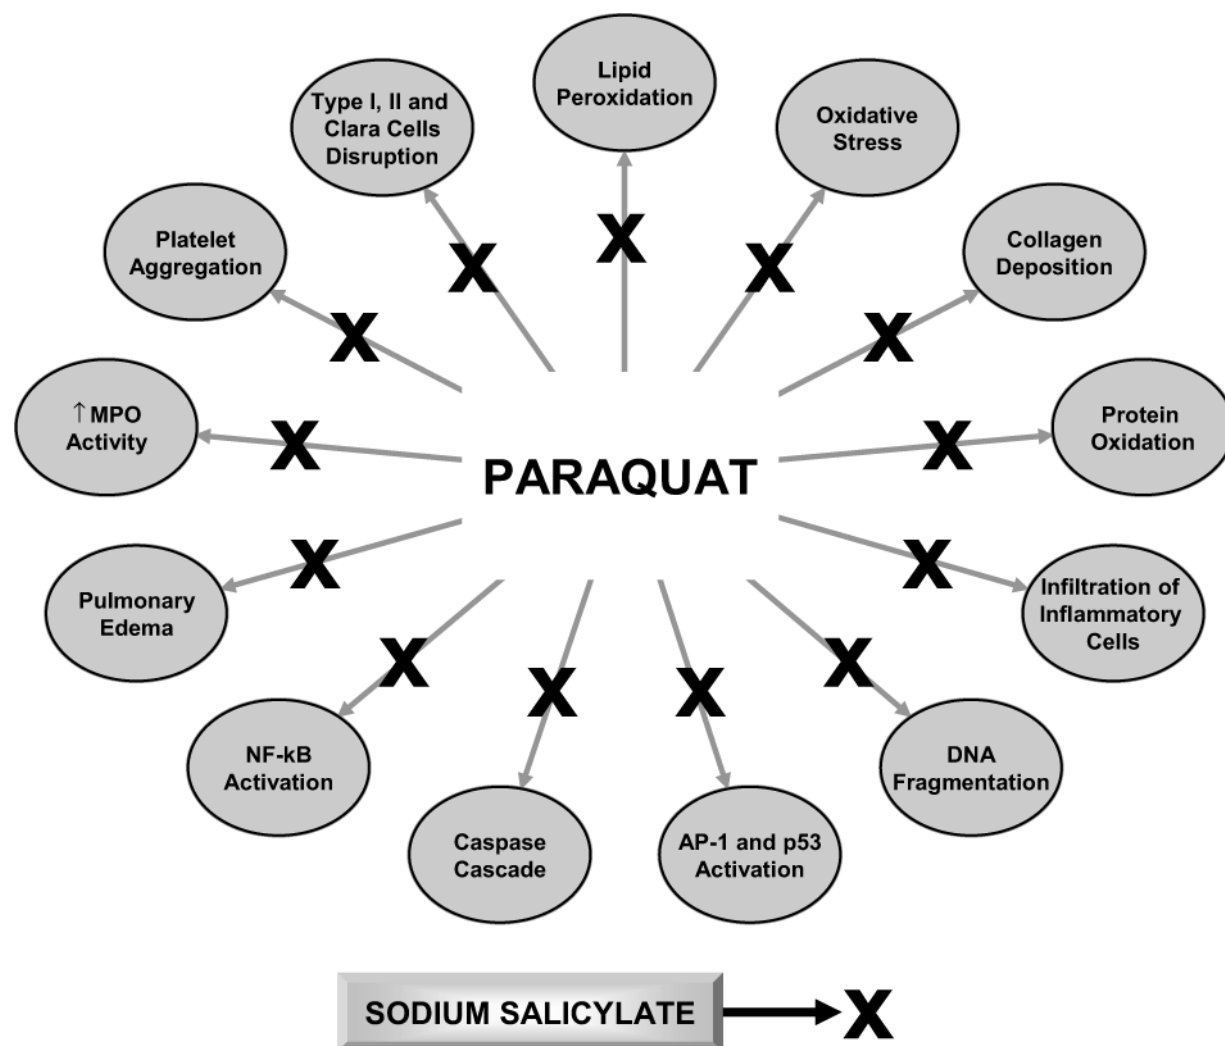 Lipid
Peroxidation
X
Oxidative
Stress
X
Collagen
Deposition
X
Protein
Oxidation
X
Infiltration of
Inflammatory
Cells
X
DNA
Fragmentation
X
AP-1 and p53
Activation
X
Caspase
Cascade
X
NF-kB
Activation
X
Pulmonary
Edema
X
↑MPO
Activity
X
Platelet
Aggregation
X
Type I, II and
Clara Cells
Disruption
X
PARAQUAT
SODIUM SALICYLATE
X